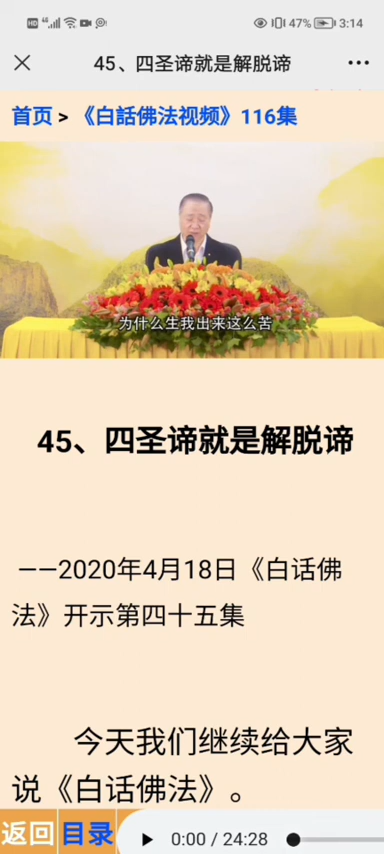 HD 47% 3:14
45、四圣谛就是解脱谛
首页 > 《白話佛法视频》116集
为什么生我出来这么苦
45、四圣谛就是解脱谛
——2020年4月18日《白话佛
法》开示第四十五集
今天我们继续给大家
说《白话佛法》。
返回 目录 0:00 / 24:28